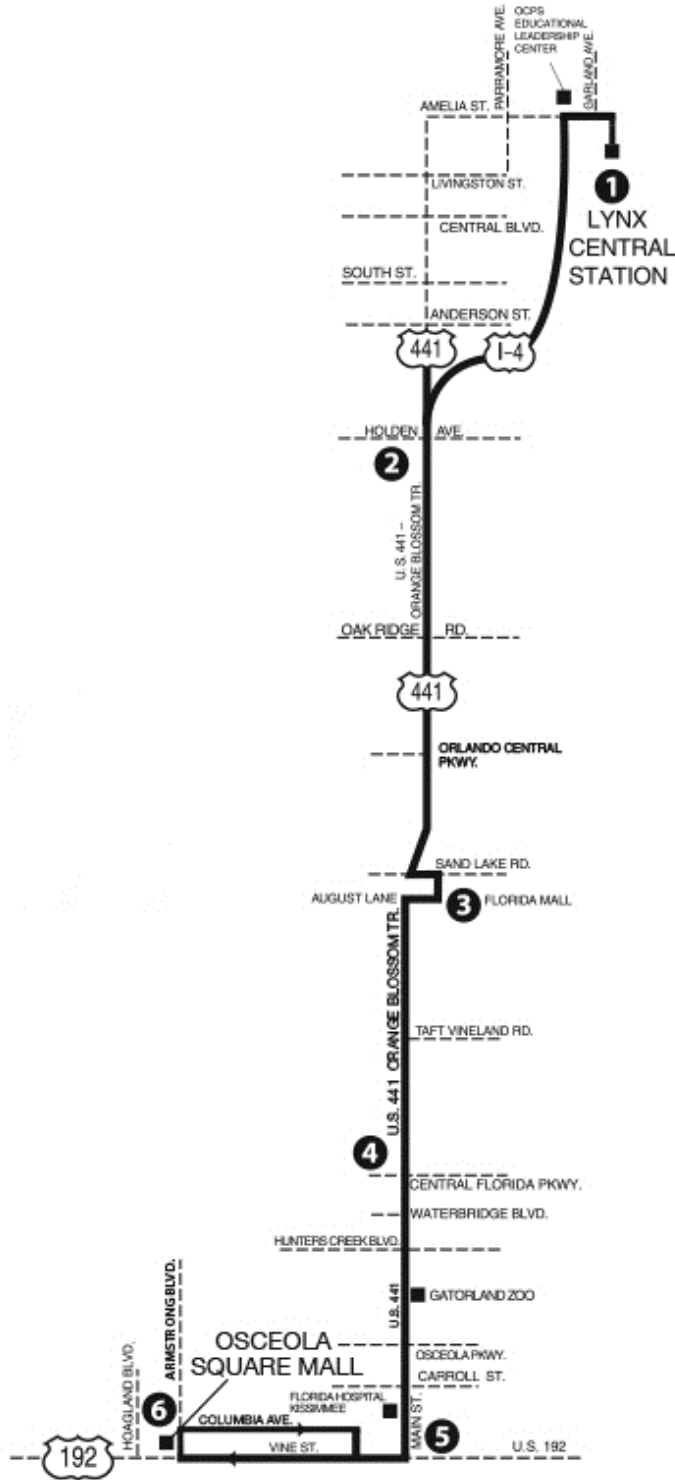 OCPS
EDUCATIONAL
LEADERSHIP
CENTER
PARRAMORE AVE.
GARLAND AVE.
AMELIA ST.
LIVINGSTON ST.
1
LYNX
CENTRAL
STATION
CENTRAL BLVD.
SOUTH ST.
ANDERSON ST.
441
I-4
HOLDEN AVE.
2
U.S. 441 –
ORANGE BLOSSOM TR.
OAK RIDGE RD.
441
ORLANDO CENTRAL
PKWY.
SAND LAKE RD.
AUGUST LANE
3 FLORIDA MALL
U.S. 441 ORANGE BLOSSOM TR.
TAFT VINELAND RD.
4
CENTRAL FLORIDA PKWY.
WATERBRIDGE BLVD.
HUNTERS CREEK BLVD.
U.S. 441
GATORLAND ZOO
OSCEOLA PKWY.
CARROLL ST.
HOAGLAND BLVD.
ARMSTRONG BLVD.
OSCEOLA
SQUARE MALL
FLORIDA HOSPITAL
KISSIMMEE
MAIN ST.
6
COLUMBIA AVE.
5
192
VINE ST.
U.S. 192